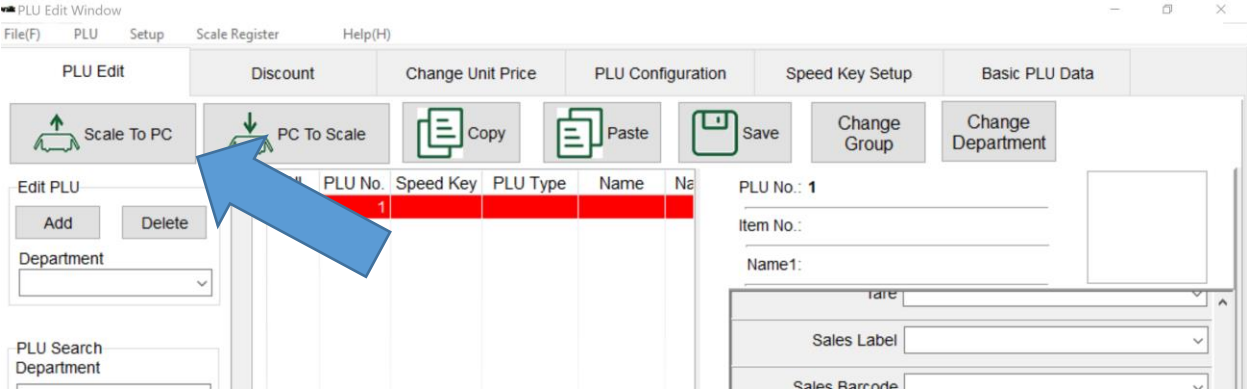 PLU Edit Window
File(F) PLU Setup Scale Register Help(H)
PLU Edit Discount Change Unit Price PLU Configuration Speed Key Setup Basic PLU Data
Scale To PC PC To Scale Copy Paste Save Change Group Change Department
Edit PLU
PLU No. Speed Key PLU Type Name Na
1
Add Delete
Department
PLU Search
Department
PLU No.: 1
Item No.:
Name1:
Tare
Sales Label
Sales Barcode